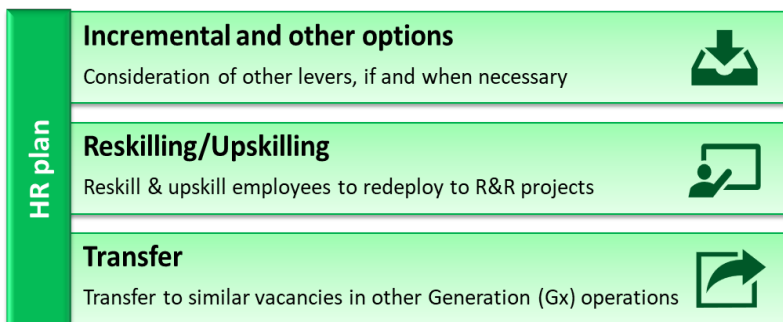 HR plan
Incremental and other options
Consideration of other levers, if and when necessary
Reskilling/Upskilling
Reskill & upskill employees to redeploy to R&R projects
Transfer
Transfer to similar vacancies in other Generation (Gx) operations